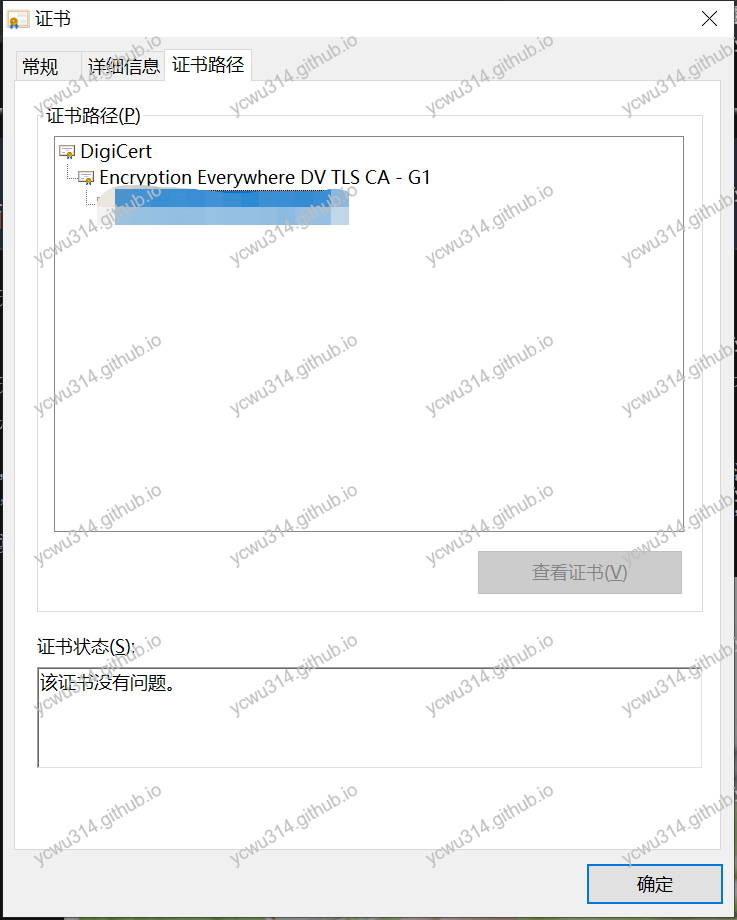 证书
常规 详细信息 证书路径
证书路径(P)
DigiCert
Encryption Everywhere DV TLS CA - G1
查看证书(V)
证书状态(S):
该证书没有问题。
确定
ycwu314.github.io ycwu314.github.io ycwu314.github.io ycwu314.github.io
ycwu314.github.io ycwu314.github.io ycwu314.github.io ycwu314.github.io
ycwu314.github.io ycwu314.github.io ycwu314.github.io ycwu314.github.io
ycwu314.github.io ycwu314.github.io ycwu314.github.io ycwu314.github.io
ycwu314.github.io ycwu314.github.io ycwu314.github.io ycwu314.github.io
ycwu314.github.io ycwu314.github.io ycwu314.github.io ycwu314.github.io